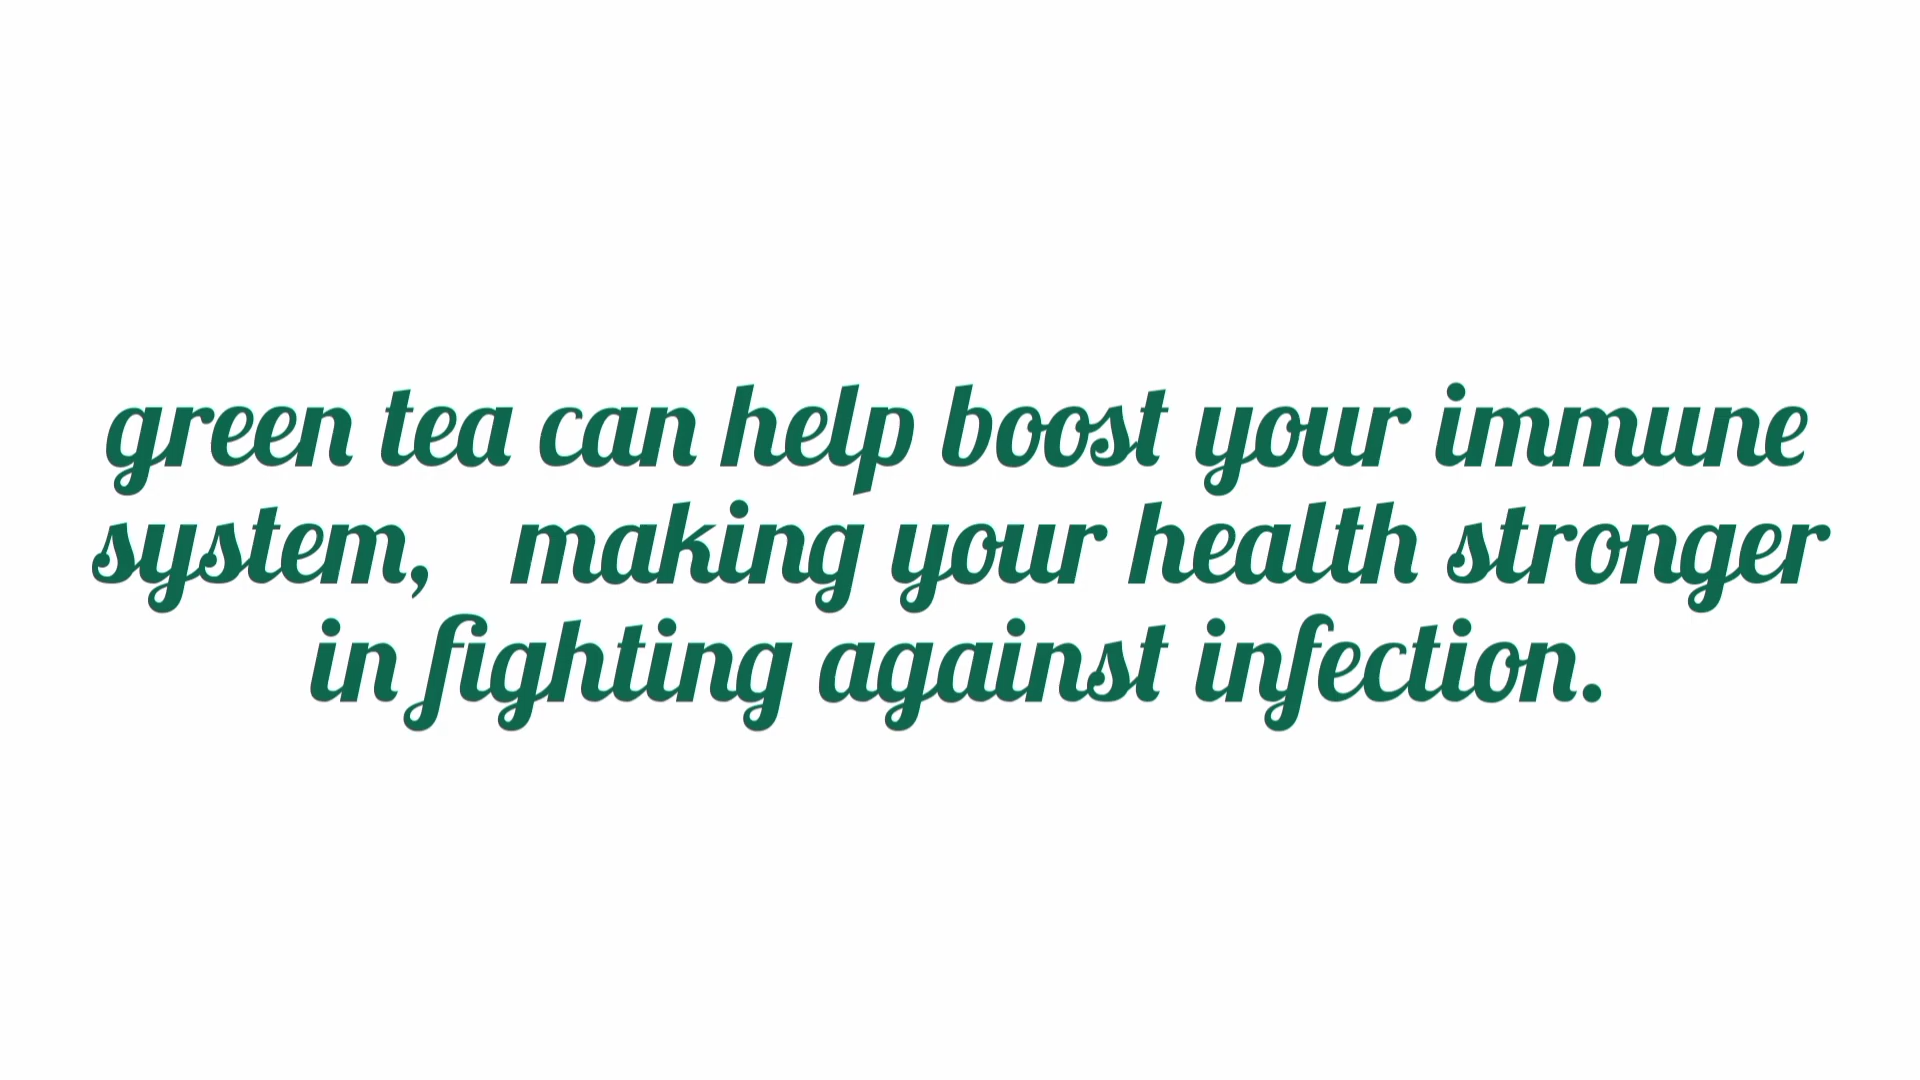 green tea can help boost your immune
system,   making your health stronger
in fighting against infection.